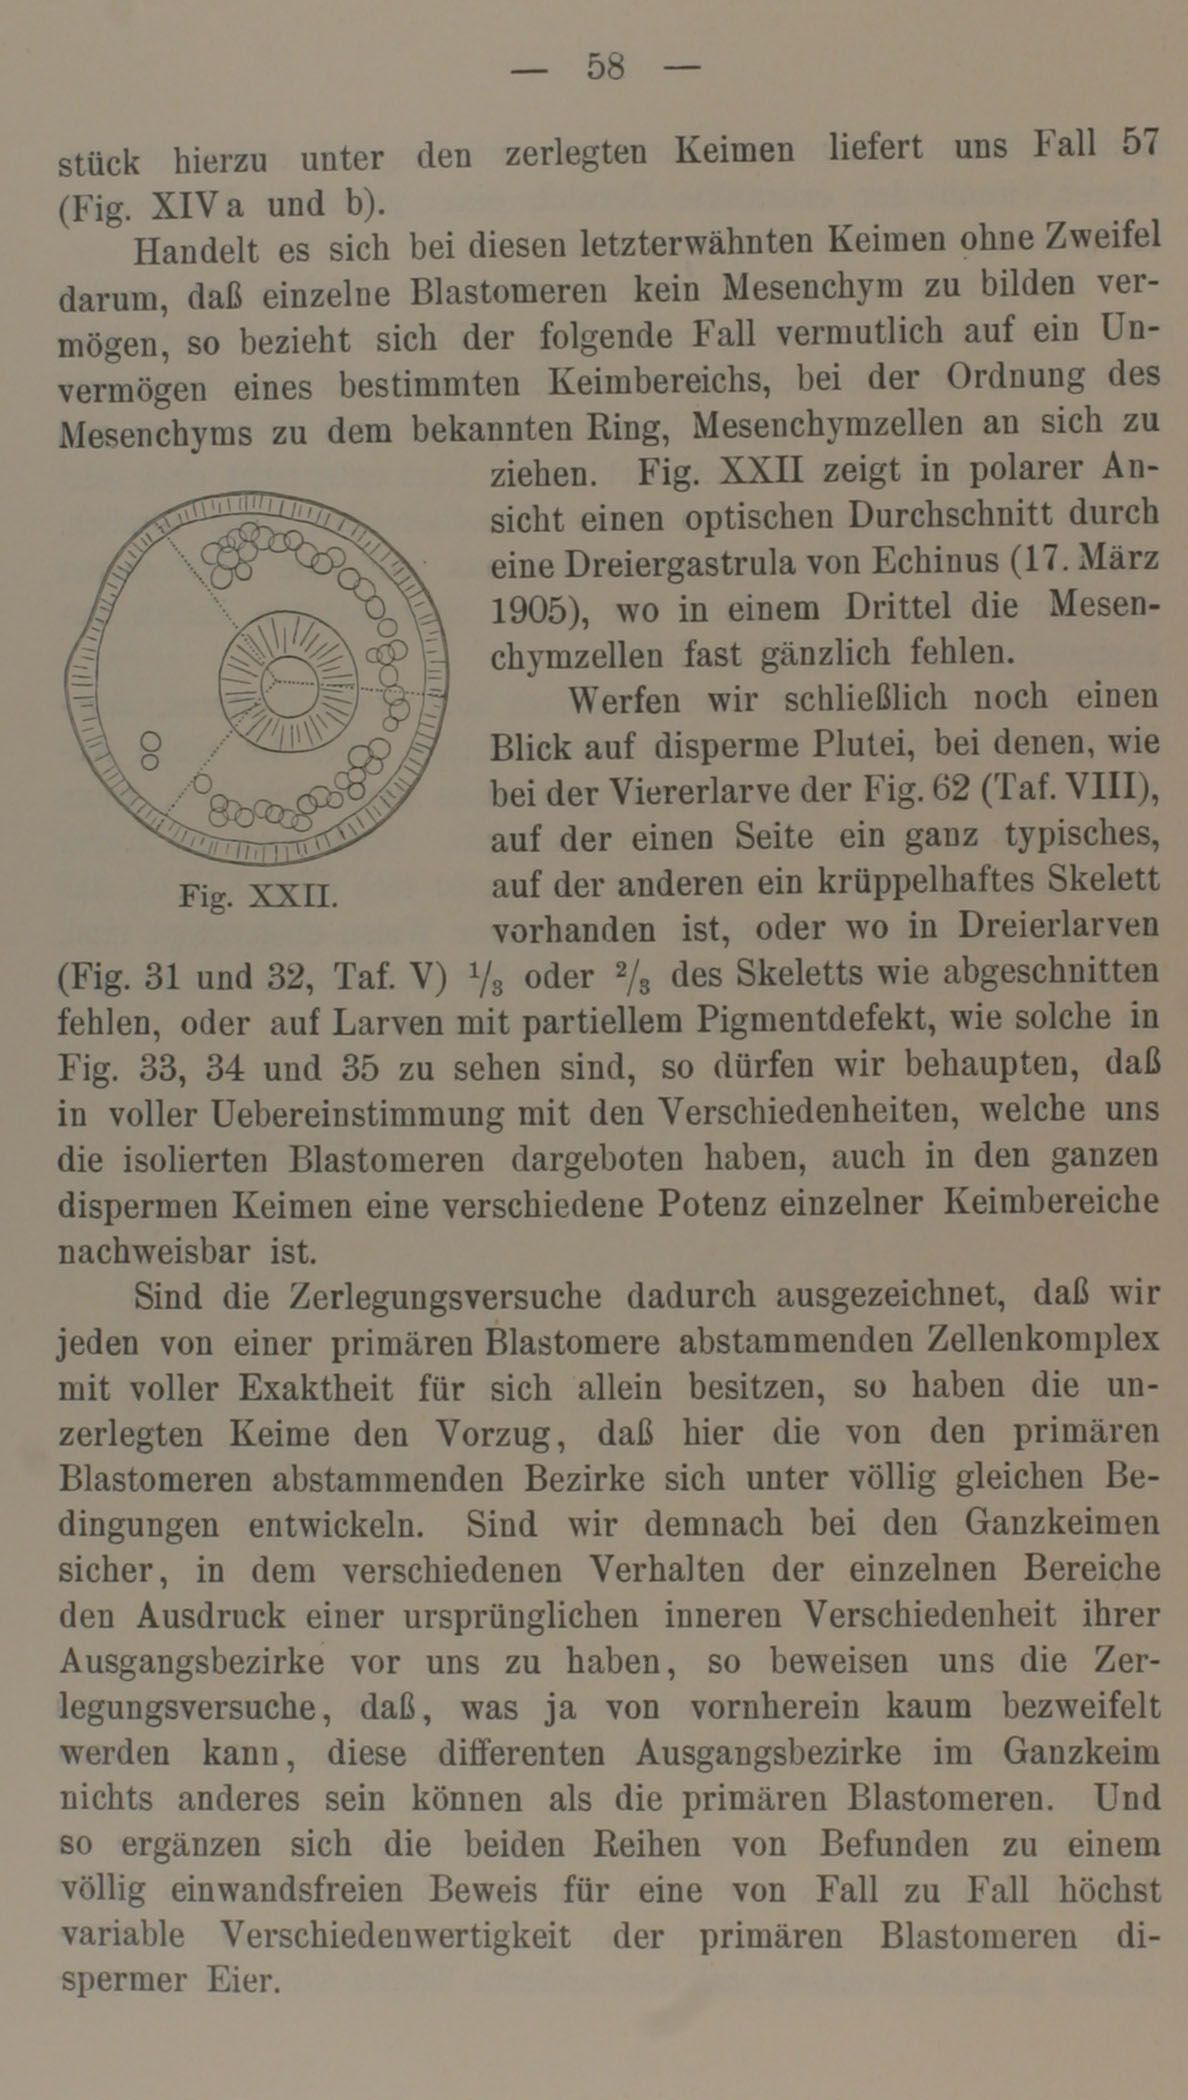 — 58 —
stück hierzu unter den zerlegten Keimen liefert uns Fall 57
(Fig. XIV a und b).
Handelt es sich bei diesen letzterwähnten Keimen ohne Zweifel
darum, daß einzelne Blastomeren kein Mesenchym zu bilden ver-
mögen, so bezieht sich der folgende Fall vermutlich auf ein Un-
vermögen eines bestimmten Keimbereichs, bei der Ordnung des
Mesenchyms zu dem bekannten Ring, Mesenchymzellen an sich zu
ziehen. Fig. XXII zeigt in polarer An-
sicht einen optischen Durchschnitt durch
eine Dreiergastrula von Echinus (17. März
1905), wo in einem Drittel die Mesen-
chymzellen fast gänzlich fehlen.
Werfen wir schließlich noch einen
Blick auf disperme Plutei, bei denen, wie
bei der Viererlarve der Fig. 62 (Taf. VIII),
auf der einen Seite ein ganz typisches,
auf der anderen ein krüppelhaftes Skelett
vorhanden ist, oder wo in Dreierlarven
Fig. XXII.
(Fig. 31 und 32, Taf. V) 1/3 oder 2/3 des Skeletts wie abgeschnitten
fehlen, oder auf Larven mit partiellem Pigmentdefekt, wie solche in
Fig. 33, 34 und 35 zu sehen sind, so dürfen wir behaupten, daß
in voller Uebereinstimmung mit den Verschiedenheiten, welche uns
die isolierten Blastomeren dargeboten haben, auch in den ganzen
dispermen Keimen eine verschiedene Potenz einzelner Keimbereiche
nachweisbar ist.
Sind die Zerlegungsversuche dadurch ausgezeichnet, daß wir
jeden von einer primären Blastomere abstammenden Zellenkomplex
mit voller Exaktheit für sich allein besitzen, so haben die un-
zerlegten Keime den Vorzug, daß hier die von den primären
Blastomeren abstammenden Bezirke sich unter völlig gleichen Be-
dingungen entwickeln. Sind wir demnach bei den Ganzkeimen
sicher, in dem verschiedenen Verhalten der einzelnen Bereiche
den Ausdruck einer ursprünglichen inneren Verschiedenheit ihrer
Ausgangsbezirke vor uns zu haben, so beweisen uns die Zer-
legungsversuche, daß, was ja von vornherein kaum bezweifelt
werden kann, diese differenten Ausgangsbezirke im Ganzkeim
nichts anderes sein können als die primären Blastomeren. Und
so ergänzen sich die beiden Reihen von Befunden zu einem
völlig einwandsfreien Beweis für eine von Fall zu Fall höchst
variable Verschiedenwertigkeit der primären Blastomeren di-
spermer Eier.